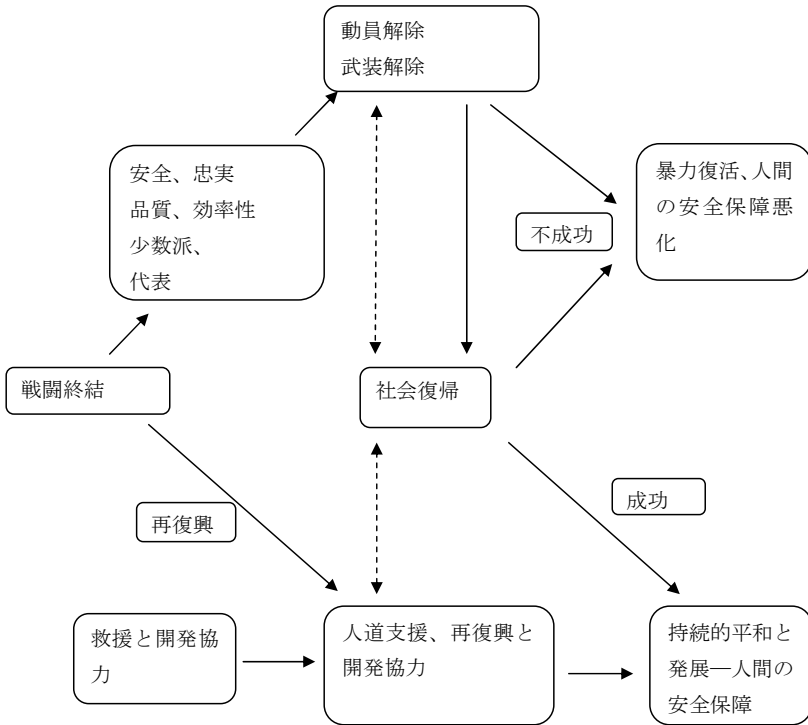 動員解除
武装解除
安全、忠実
品質、効率性
少数派、
代表
暴力復活、人間
の安全保障悪
化
不成功
戦闘終結
社会復帰
再復興
成功
救援と開発協
力
人道支援、再復興と
開発協力
持続的平和と
発展―人間の
安全保障